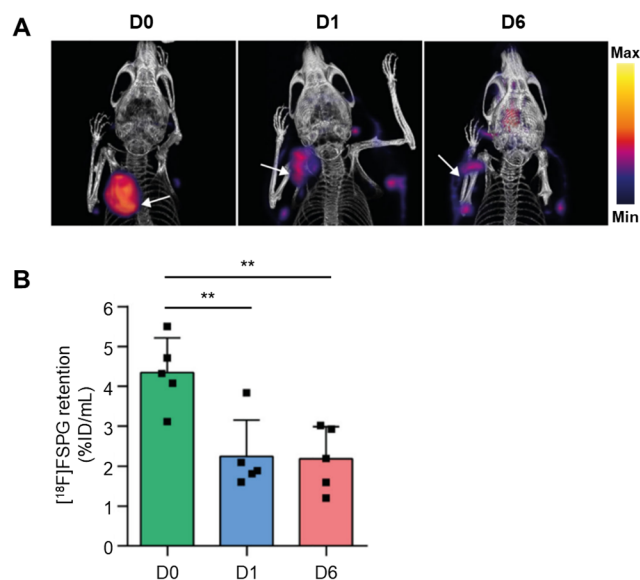 A
D0
D1
D6
Max
Min
B
**
**
[18F]FSPG retention
(%ID/mL)
6
5
4
3
2
1
0
D0
D1
D6